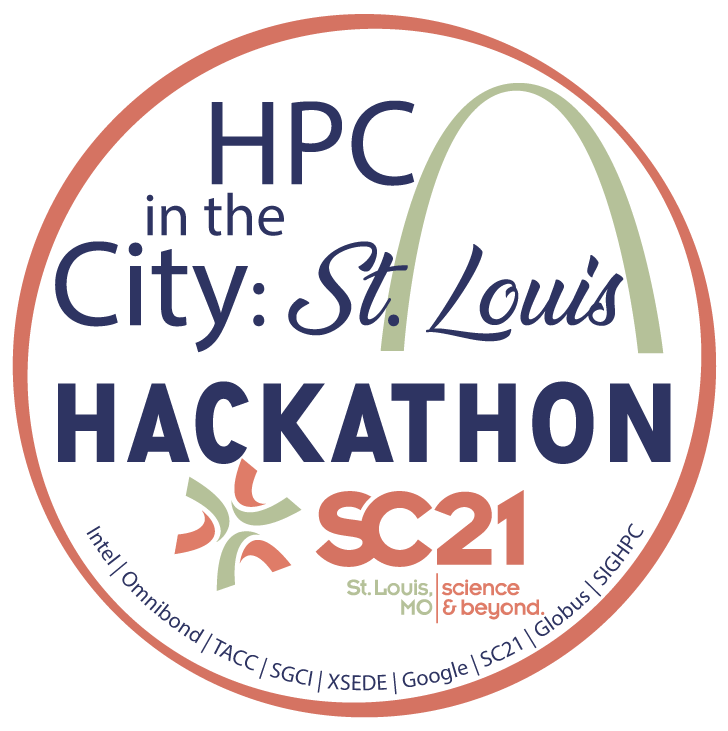 HPC
in the
City: St. Louis
HACKATHON
SC21
St. Louis, | science
MO | & beyond.
Intel | Omnibond | TACC | SGCI | XSEDE | Google | SC21 | Globus | SIGHPC